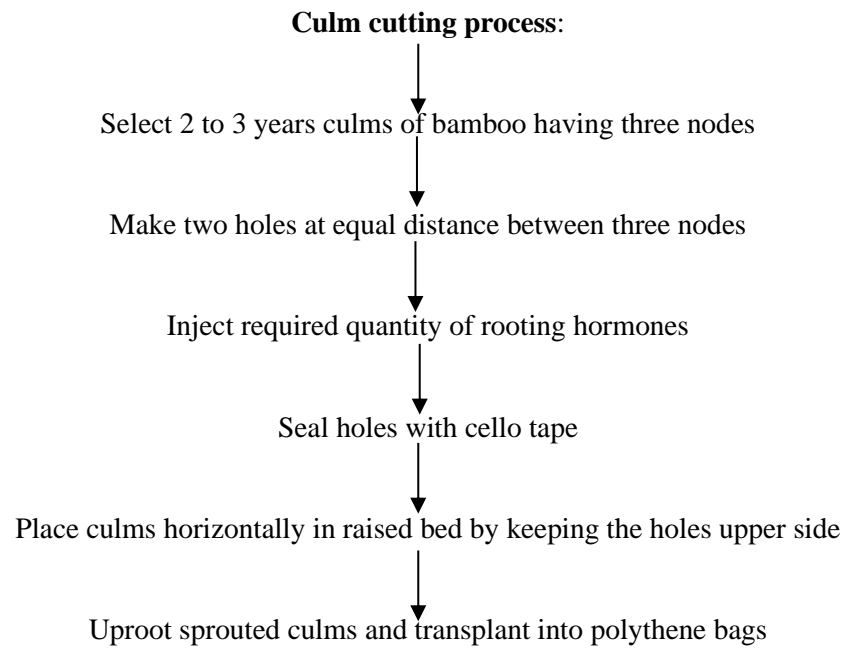 Culm cutting process:
Select 2 to 3 years culms of bamboo having three nodes
Make two holes at equal distance between three nodes
Inject required quantity of rooting hormones
Seal holes with cello tape
Place culms horizontally in raised bed by keeping the holes upper side
Uproot sprouted culms and transplant into polythene bags